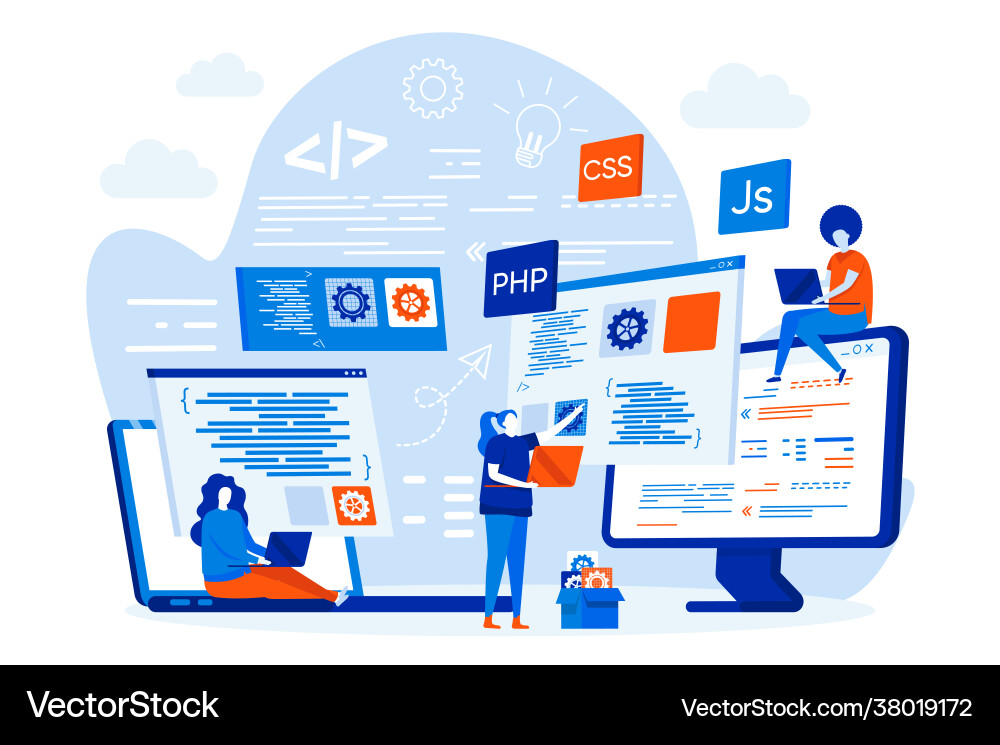 </>
CSS
Js
PHP
</>
{
}
{
}
VectorStock
VectorStock.com/38019172